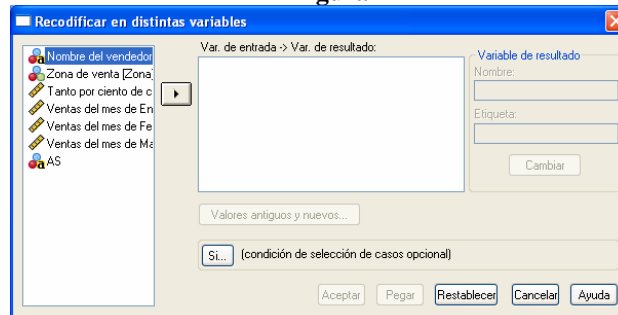 Recodificar en distintas variables
Nombre del vendedor
Zona de venta [Zona]
Tanto por ciento de c
Ventas del mes de En
Ventas del mes de Fe
Ventas del mes de Ma
AS
Var. de entrada -> Var. de resultado:
Variable de resultado
Nombre:
Etiqueta:
Cambiar
Valores antiguos y nuevos...
Si... (condición de selección de casos opcional)
Aceptar Pegar Restablecer Cancelar Ayuda